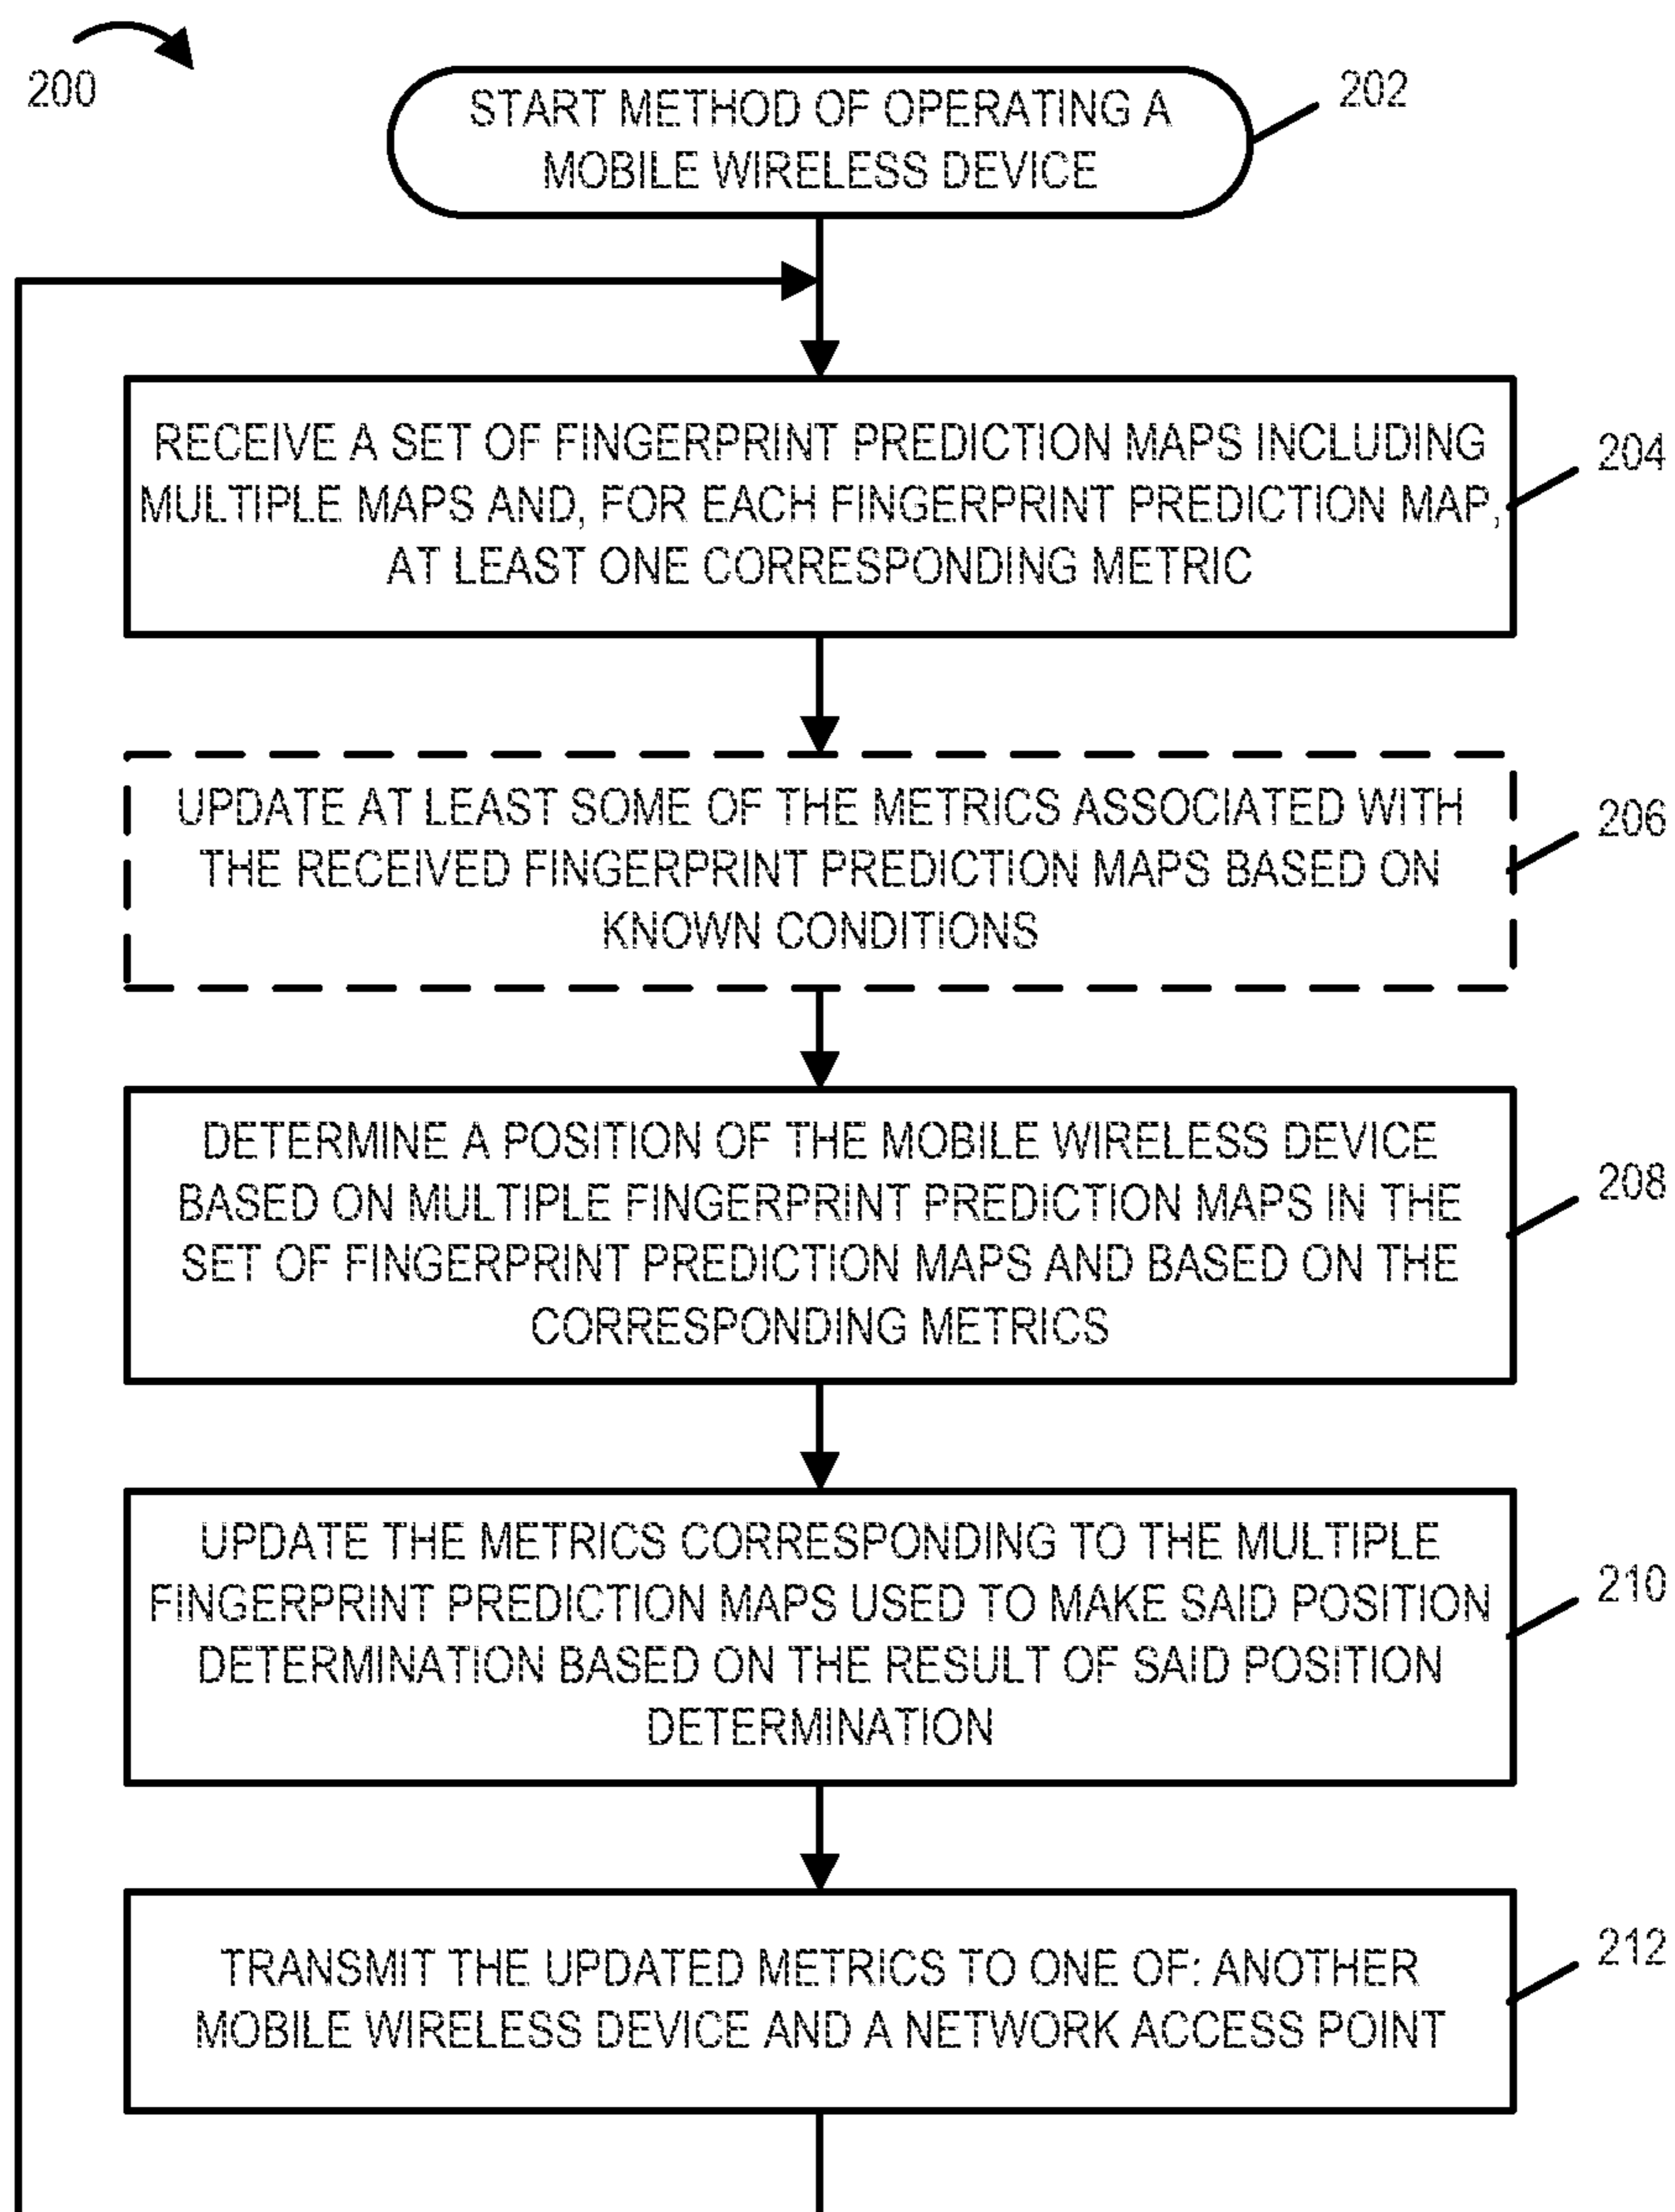 200
START METHOD OF OPERATING A
MOBILE WIRELESS DEVICE
202
RECEIVE A SET OF FINGERPRINT PREDICTION MAPS INCLUDING
MULTIPLE MAPS AND, FOR EACH FINGERPRINT PREDICTION MAP,
AT LEAST ONE CORRESPONDING METRIC
204
UPDATE AT LEAST SOME OF THE METRICS ASSOCIATED WITH
THE RECEIVED FINGERPRINT PREDICTION MAPS BASED ON
KNOWN CONDITIONS
206
DETERMINE A POSITION OF THE MOBILE WIRELESS DEVICE
BASED ON MULTIPLE FINGERPRINT PREDICTION MAPS IN THE
SET OF FINGERPRINT PREDICTION MAPS AND BASED ON THE
CORRESPONDING METRICS
208
UPDATE THE METRICS CORRESPONDING TO THE MULTIPLE
FINGERPRINT PREDICTION MAPS USED TO MAKE SAID POSITION
DETERMINATION BASED ON THE RESULT OF SAID POSITION
DETERMINATION
210
TRANSMIT THE UPDATED METRICS TO ONE OF: ANOTHER
MOBILE WIRELESS DEVICE AND A NETWORK ACCESS POINT
212